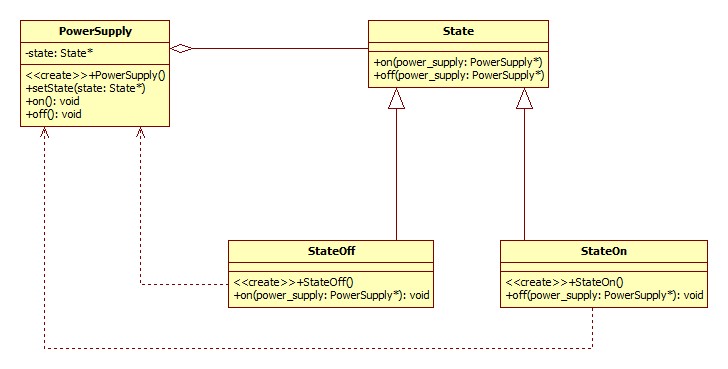 PowerSupply
-state: State*
<<create>>+PowerSupply()
+setState(state: State*)
+on(): void
+off(): void
State
+on(power_supply: PowerSupply*)
+off(power_supply: PowerSupply*)
StateOff
<<create>>+StateOff()
+on(power_supply: PowerSupply*): void
StateOn
<<create>>+StateOn()
+off(power_supply: PowerSupply*): void